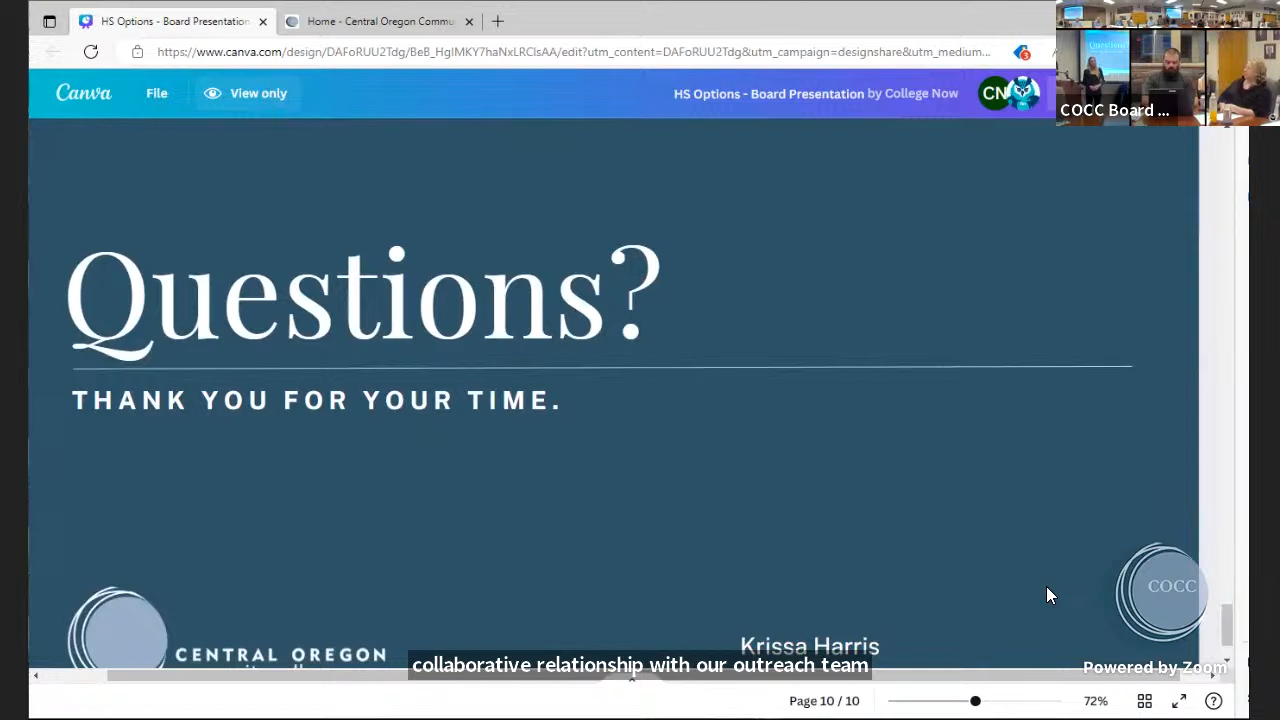 HS Options - Board Presentation
Home - Central Oregon Commu
https://www.canva.com/design/DAFoRUU2Tdg/BeB_HglMKY7haNxLRClsAA/edit?utm_content=DAFoRUU2Tdg&utm_campaign=designshare&utm_medium...
3
Canva
File
View only
HS Options - Board Presentation by College Now
CN
Questions?
COCC Board ...
Questions?
THANK YOU FOR YOUR TIME.
COCC
CENTRAL OREGON
Krissa Harris
collaborative relationship with our outreach team
Powered by Zoom
Page 10 / 10
72%